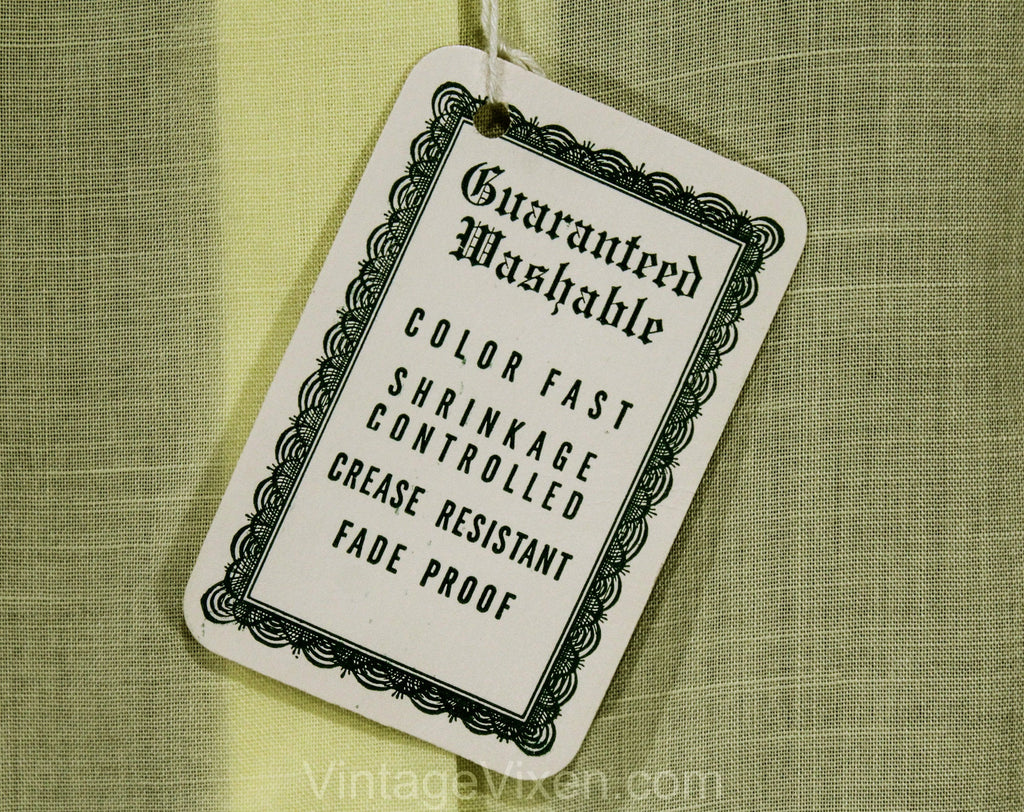 Guaranteed
Washable
COLOR FAST
SHRINKAGE
CONTROLLED
CREASE RESISTANT
FADE PROOF
VintageVixen.com